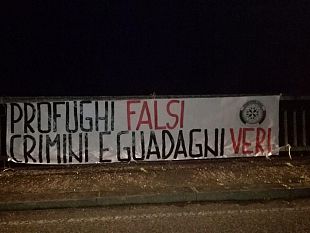 PROFUGHI FALSI
CRIMINI E GUADAGNI VERI